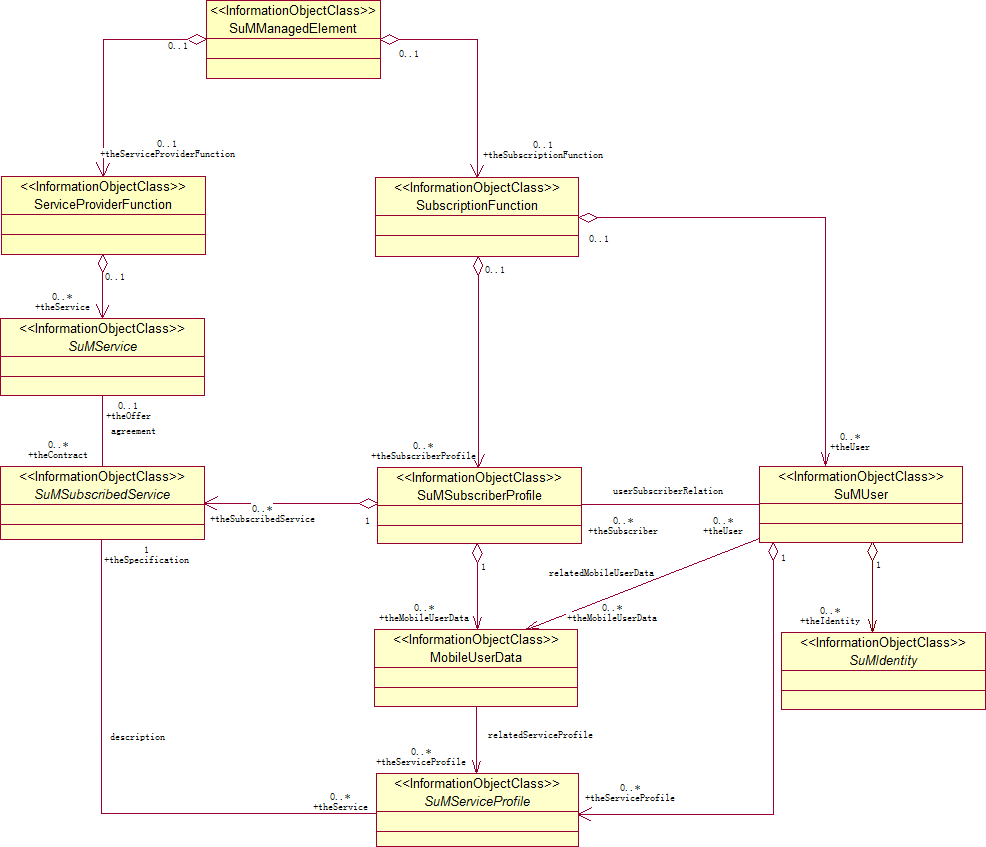 <<InformationObjectClass>>
SuMManagedElement
0..1
0..1
0..1
+theServiceProviderFunction
0..1
+theSubscriptionFunction
<<InformationObjectClass>>
ServiceProviderFunction
<<InformationObjectClass>>
SubscriptionFunction
0..1
0..1
0..1
0..*
+theService
<<InformationObjectClass>>
SuMService
0..1
+theOffer
agreement
0..*
+theContract
0..*
+theSubscriberProfile
0..*
+theUser
<<InformationObjectClass>>
SuMSubscribedService
<<InformationObjectClass>>
SuMSubscriberProfile
<<InformationObjectClass>>
SuMUser
userSubscriberRelation
0..*
+theSubscribedService
1
0..*
+theSubscriber
0..*
+theUser
1
+theSpecification
1
1
1
relatedMobileUserData
0..*
+theMobileUserData
0..*
+theMobileUserData
0..*
+theIdentity
<<InformationObjectClass>>
MobileUserData
<<InformationObjectClass>>
SuMIdentity
description
relatedServiceProfile
0..*
+theServiceProfile
<<InformationObjectClass>>
SuMServiceProfile
0..*
+theService
0..*
+theServiceProfile